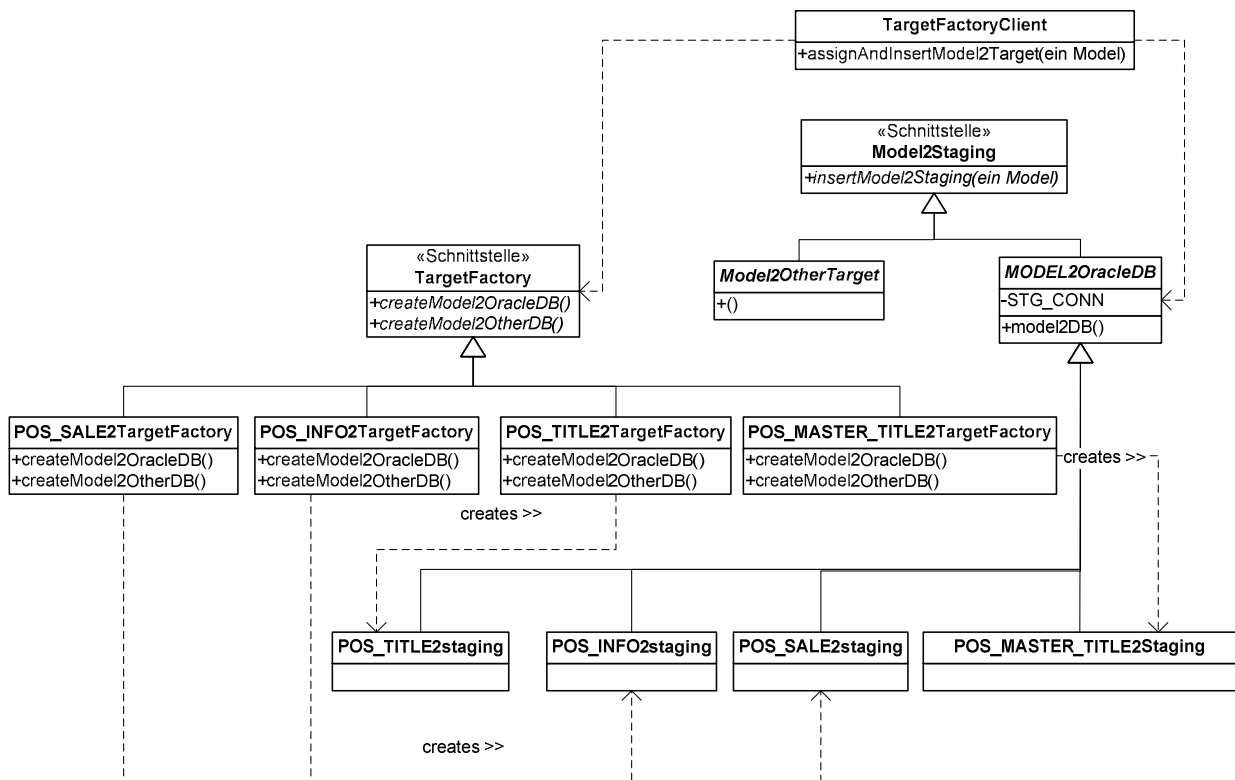 TargetFactoryClient
+assignAndInsertModel2Target(ein Model)
«Schnittstelle»
Model2Staging
+insertModel2Staging(ein Model)
«Schnittstelle»
TargetFactory
+createModel2OracleDB()
+createModel2OtherDB()
Model2OtherTarget
+()
MODEL2OracleDB
-STG_CONN
+model2DB()
POS_SALE2TargetFactory
+createModel2OracleDB()
+createModel2OtherDB()
POS_INFO2TargetFactory
+createModel2OracleDB()
+createModel2OtherDB()
POS_TITLE2TargetFactory
+createModel2OracleDB()
+createModel2OtherDB()
POS_MASTER_TITLE2TargetFactory
+createModel2OracleDB()
+createModel2OtherDB()
creates >>
creates >>
POS_TITLE2staging
POS_INFO2staging
POS_SALE2staging
POS_MASTER_TITLE2Staging
creates >>